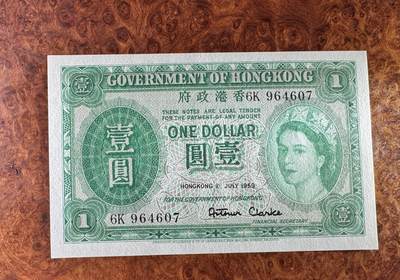 1 GOVERNMENT OF HONGKONG 1
府政港香 6K 964607
THESE NOTES ARE LEGAL TENDER
FOR THE PAYMENT OF ANY AMOUNT
ONE DOLLAR
壹
圓
圓壹
HONGKONG 1 JULY 1959
FOR THE GOVERNMENT OF HONGKONG
6K 964607
Arthur Clarke
FINANCIAL SECRETARY
1 1